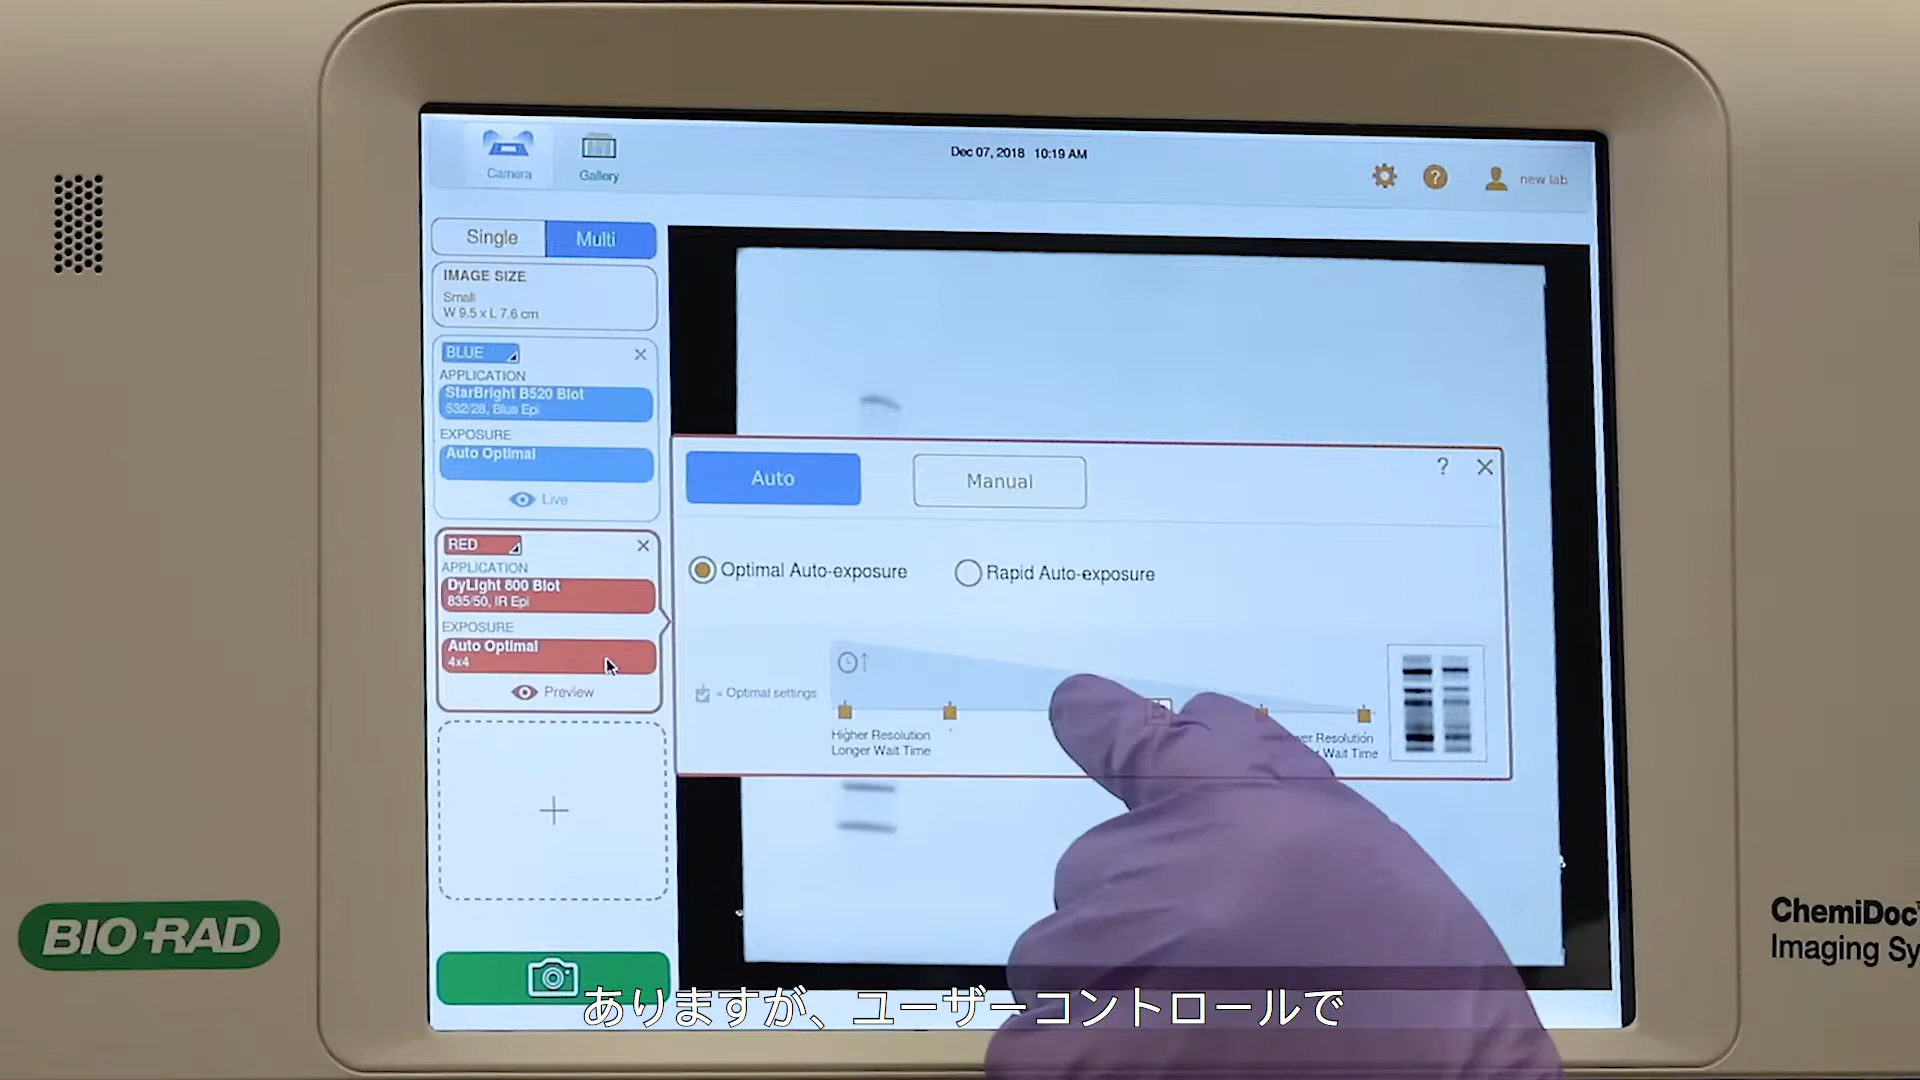 Dec 07, 2018 10:19 AM
Camera
Gallery
new lab
Single
Multi
IMAGE SIZE
Small
W 9.5 x L 7.6 cm
BLUE
APPLICATION
StarBright B520 Blot
532/28, Blue Epi
EXPOSURE
Auto Optimal
Live
RED
APPLICATION
DyLight 800 Blot
835/50, IR Epi
EXPOSURE
Auto Optimal
4x4
Preview
Auto
Manual
?
Optimal Auto-exposure
Rapid Auto-exposure
= Optimal settings
Higher Resolution
Longer Wait Time
Resolution
Wait Time
BIO-RAD
ChemiDoc
Imaging
ありますが、ユーザーコントロールで